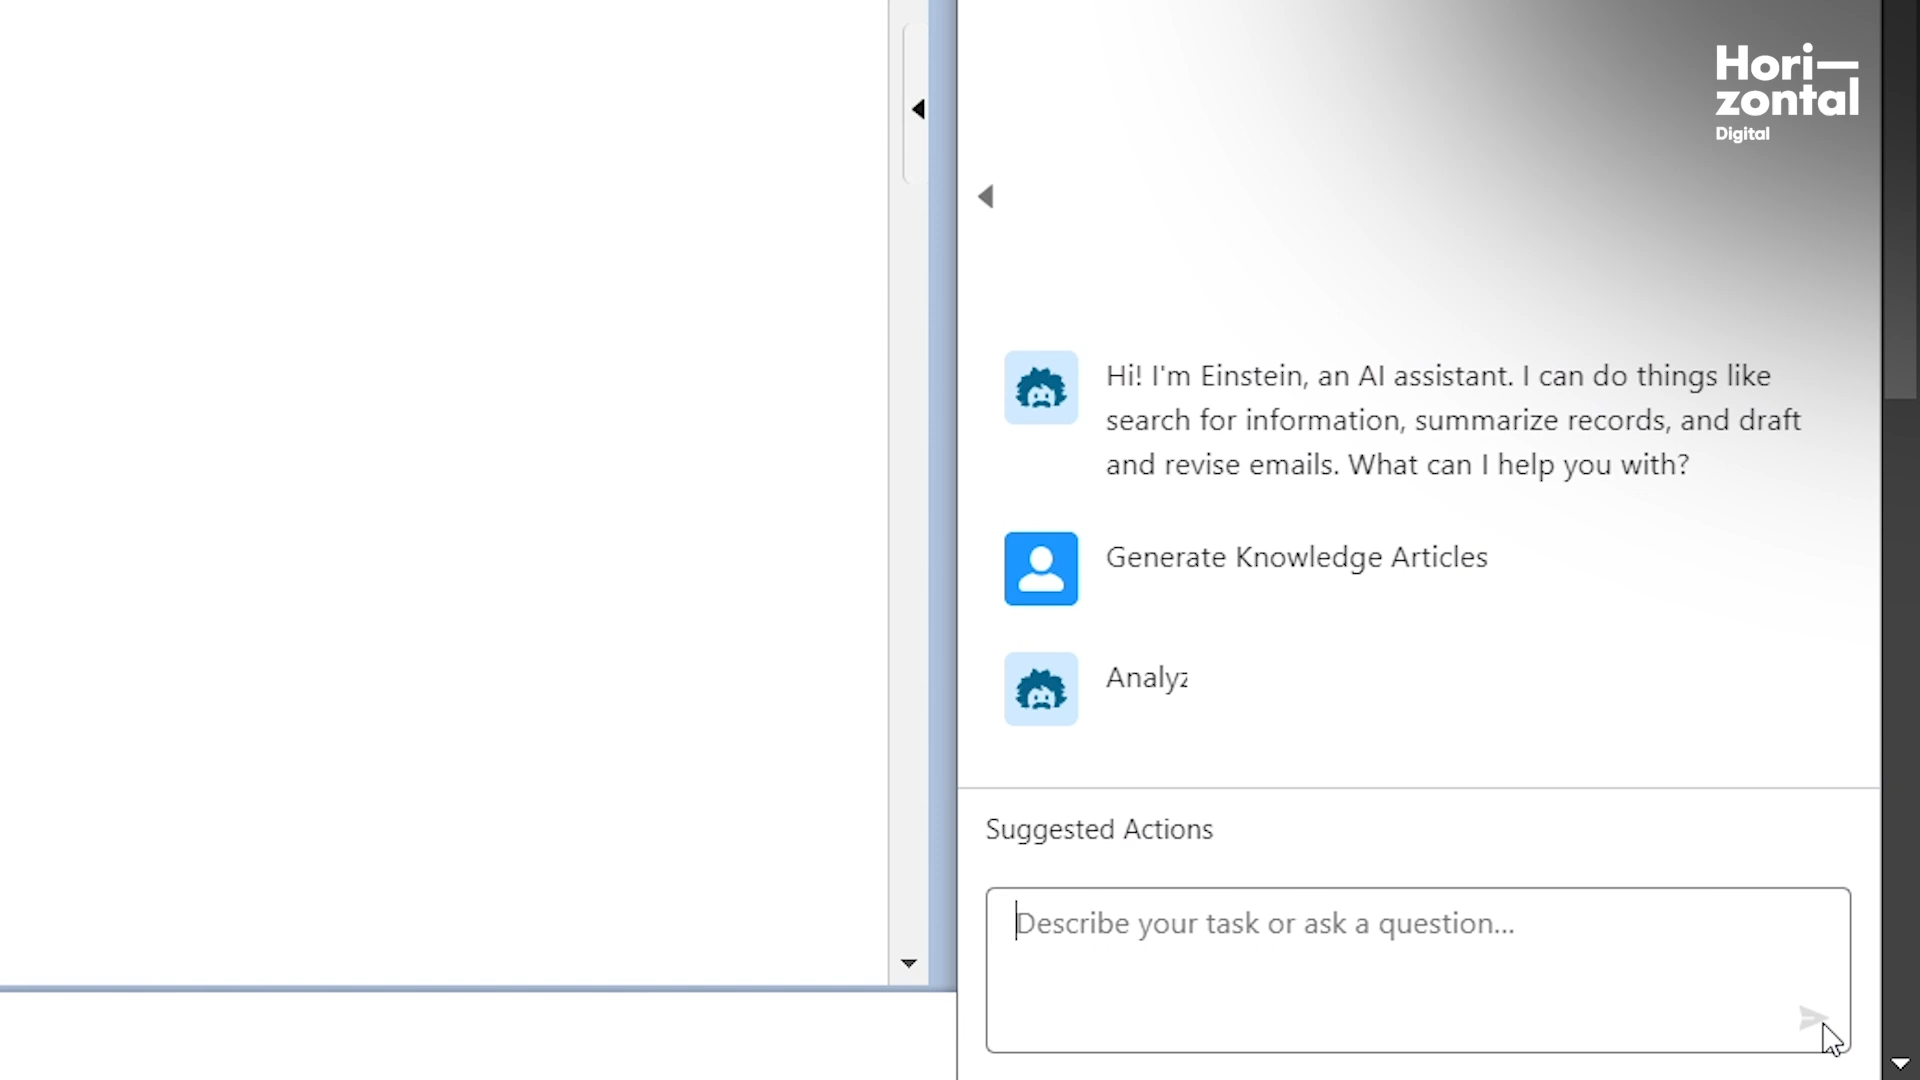 Hori—
zontal
Digital
Hi! I'm Einstein, an AI assistant. I can do things like
search for information, summarize records, and draft
and revise emails. What can I help you with?
Generate Knowledge Articles
Analyz
Suggested Actions
Describe your task or ask a question...